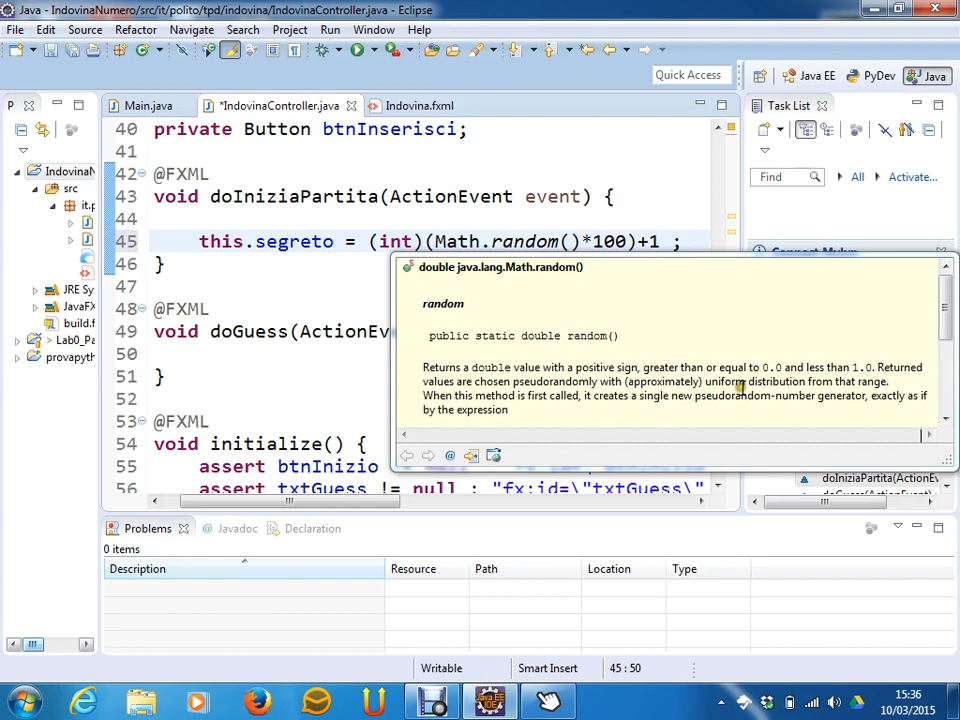 Java - IndovinaNumero/src/it/polito/tpd/indovina/IndovinaController.java - Eclipse
File Edit Source Refactor Navigate Search Project Run Window Help
Quick Access
Java EE
PyDev
Java
P
Main.java
*IndovinaController.java
Indovina.fxml
Task List
IndovinaN
src
it.p
JRE Sy
JavaFX
build.f
> Lab0_Pa
provapyth
40 private Button btnInserisci;
41
42 @FXML
43 void doIniziaPartita(ActionEvent event) {
44
45 this.segreto = (int)(Math.random()*100)+1 ;
46 }
47
48 @FXML
49 void doGuess(ActionEv
50
51 }
52
53 @FXML
54 void initialize() {
55 assert btnInizio
56 assert txtGuess != null : "fx:id=\"txtGuess\"
double java.lang.Math.random()
random
public static double random()
Returns a double value with a positive sign, greater than or equal to 0.0 and less than 1.0. Returned
values are chosen pseudorandomly with (approximately) uniform distribution from that range.
When this method is first called, it creates a single new pseudorandom-number generator, exactly as if
by the expression
@
Find
All
Activate...
doIniziaPartita(ActionEv
Problems
@ Javadoc
Declaration
0 items
Description Resource Path Location Type
Writable
Smart Insert
45 : 50
Java EE
IDE
15:36
10/03/2015